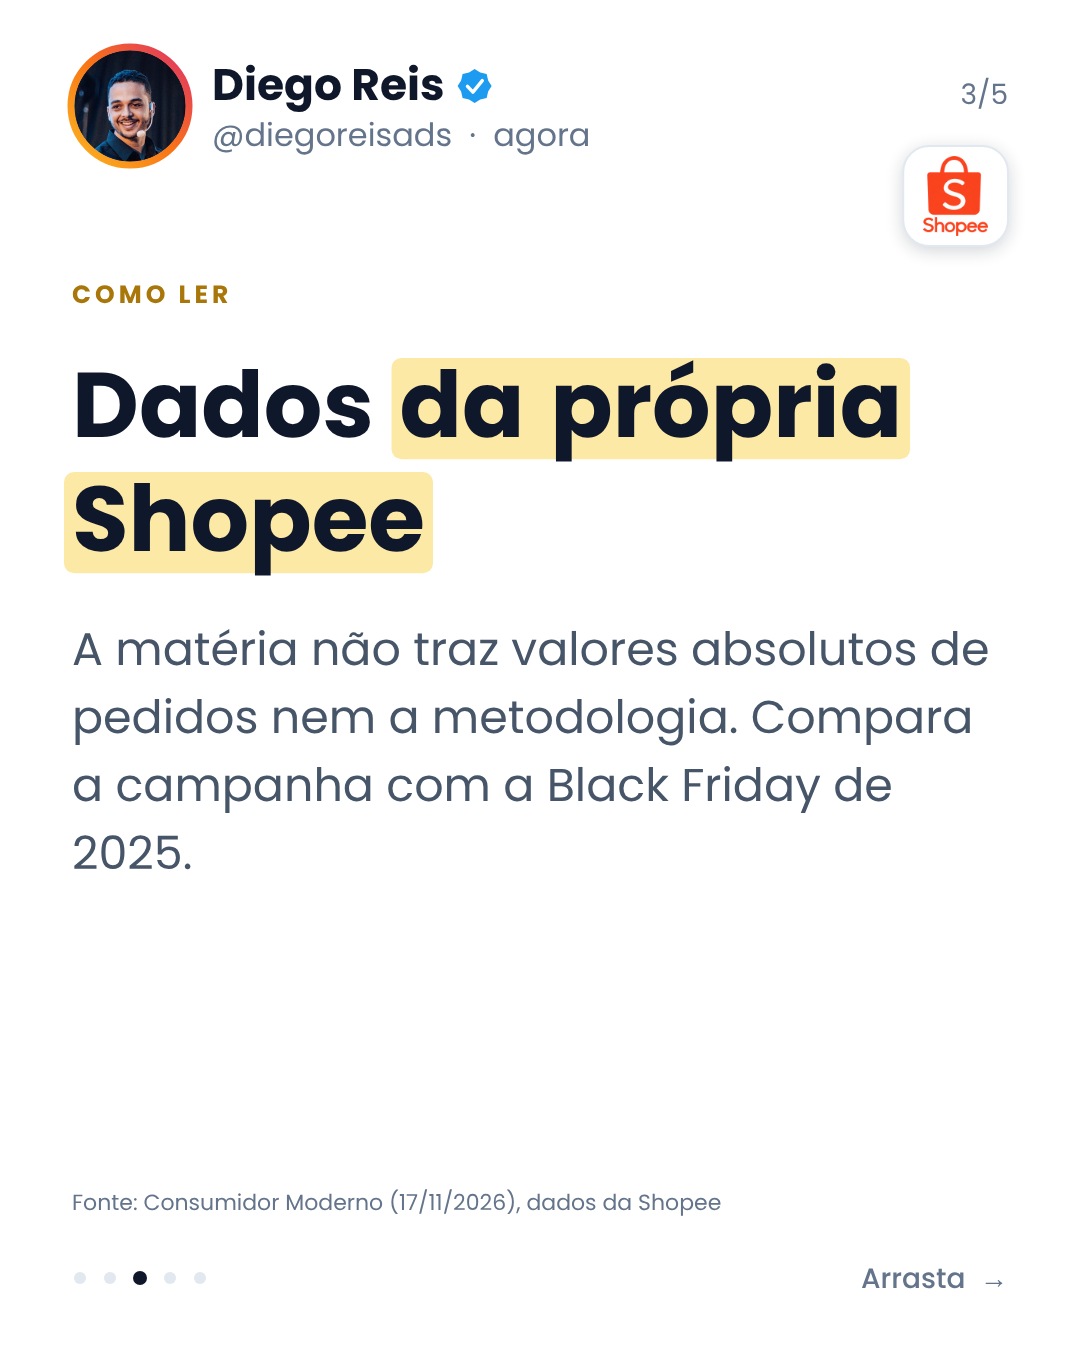 Diego Reis
@diegoreisads · agora
3/5
S
Shopee
COMO LER
Dados da própria
Shopee
A matéria não traz valores absolutos de
pedidos nem a metodologia. Compara
a campanha com a Black Friday de
2025.
Fonte: Consumidor Moderno (17/11/2026), dados da Shopee
Arrasta →